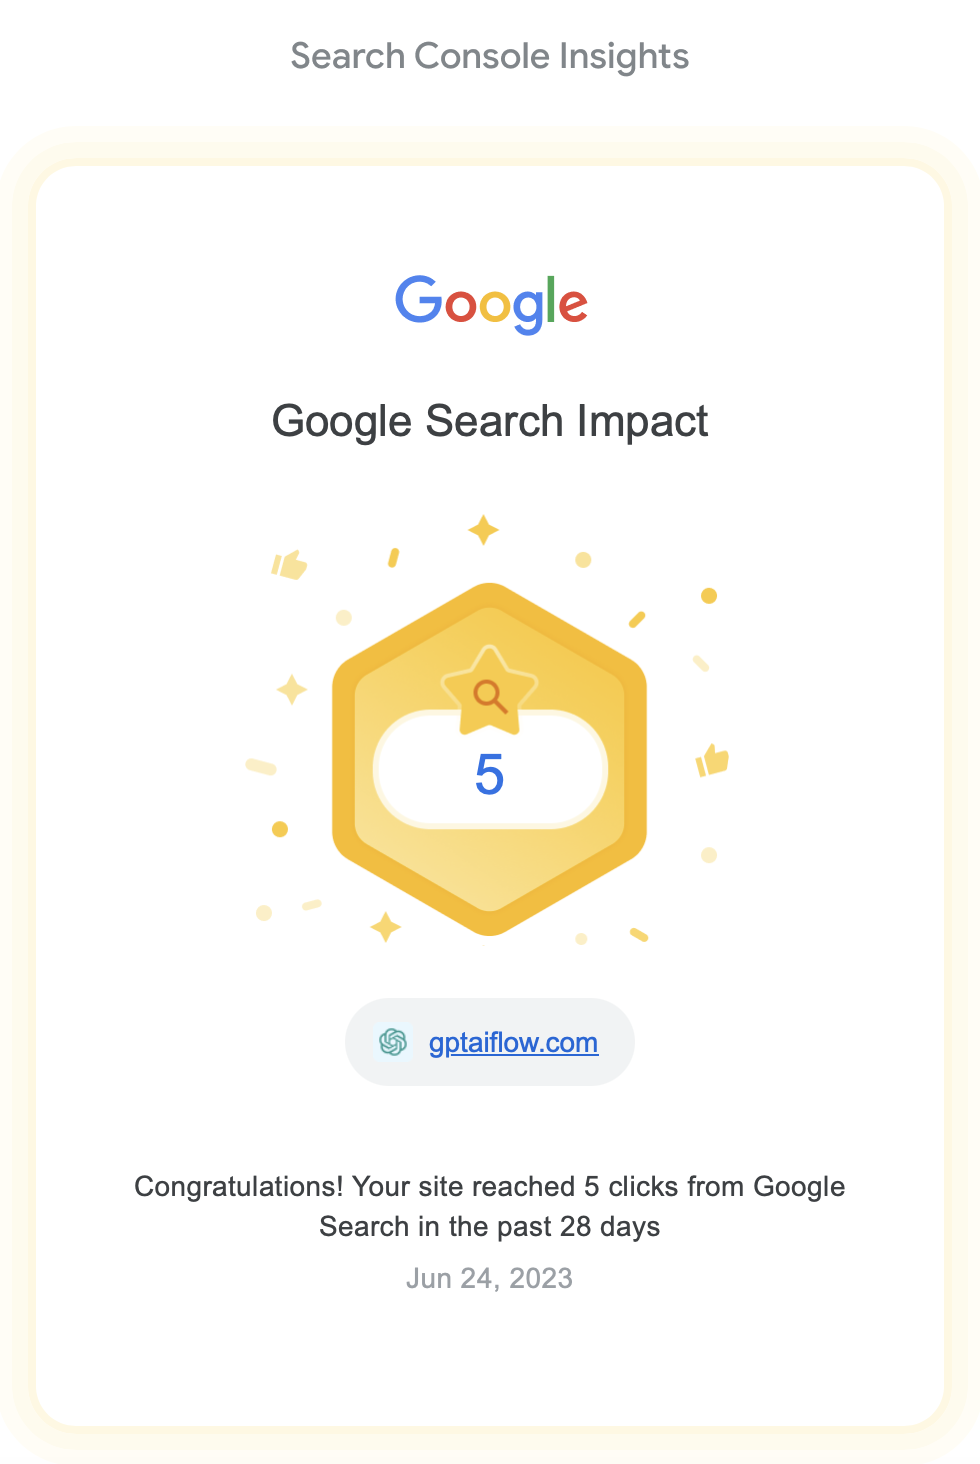 Search Console Insights
Google
Google Search Impact
5
gptaiflow.com
Congratulations! Your site reached 5 clicks from Google
Search in the past 28 days
Jun 24, 2023